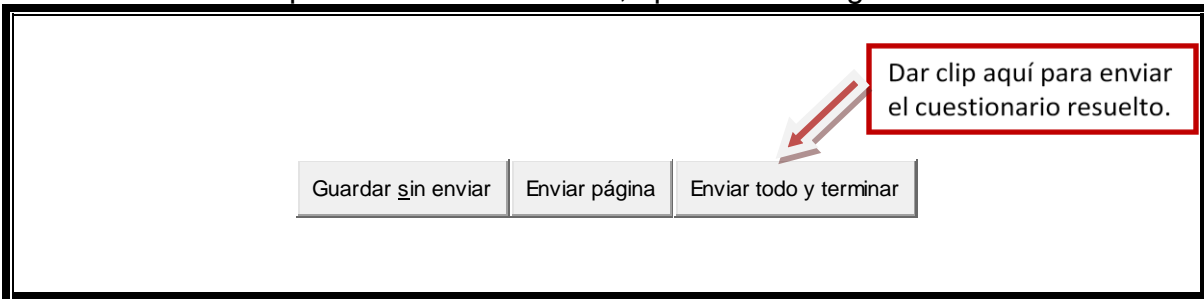 Dar clip aquí para enviar
el cuestionario resuelto.
Guardar sin enviar Enviar página Enviar todo y terminar